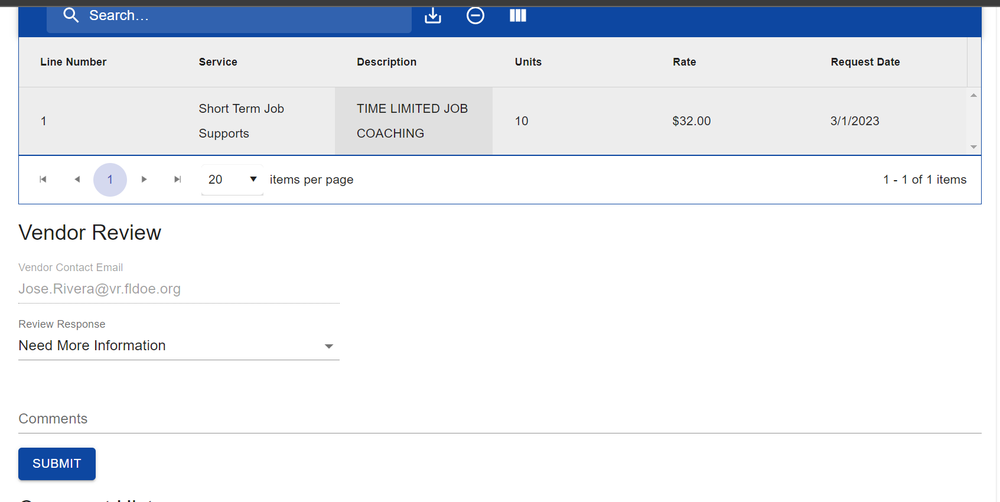 Search...
Line Number Service Description Units Rate Request Date
1 Short Term Job Supports TIME LIMITED JOB COACHING 10 $32.00 3/1/2023
1 20 items per page 1 - 1 of 1 items
Vendor Review
Vendor Contact Email
Jose.Rivera@vr.fldoe.org
Review Response
Need More Information
Comments
SUBMIT